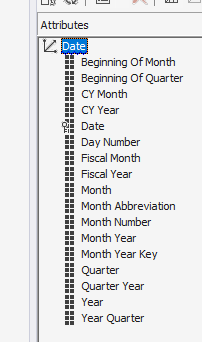 Attributes
Date
Beginning Of Month
Beginning Of Quarter
CY Month
CY Year
Date
Day Number
Fiscal Month
Fiscal Year
Month
Month Abbreviation
Month Number
Month Year
Month Year Key
Quarter
Quarter Year
Year
Year Quarter